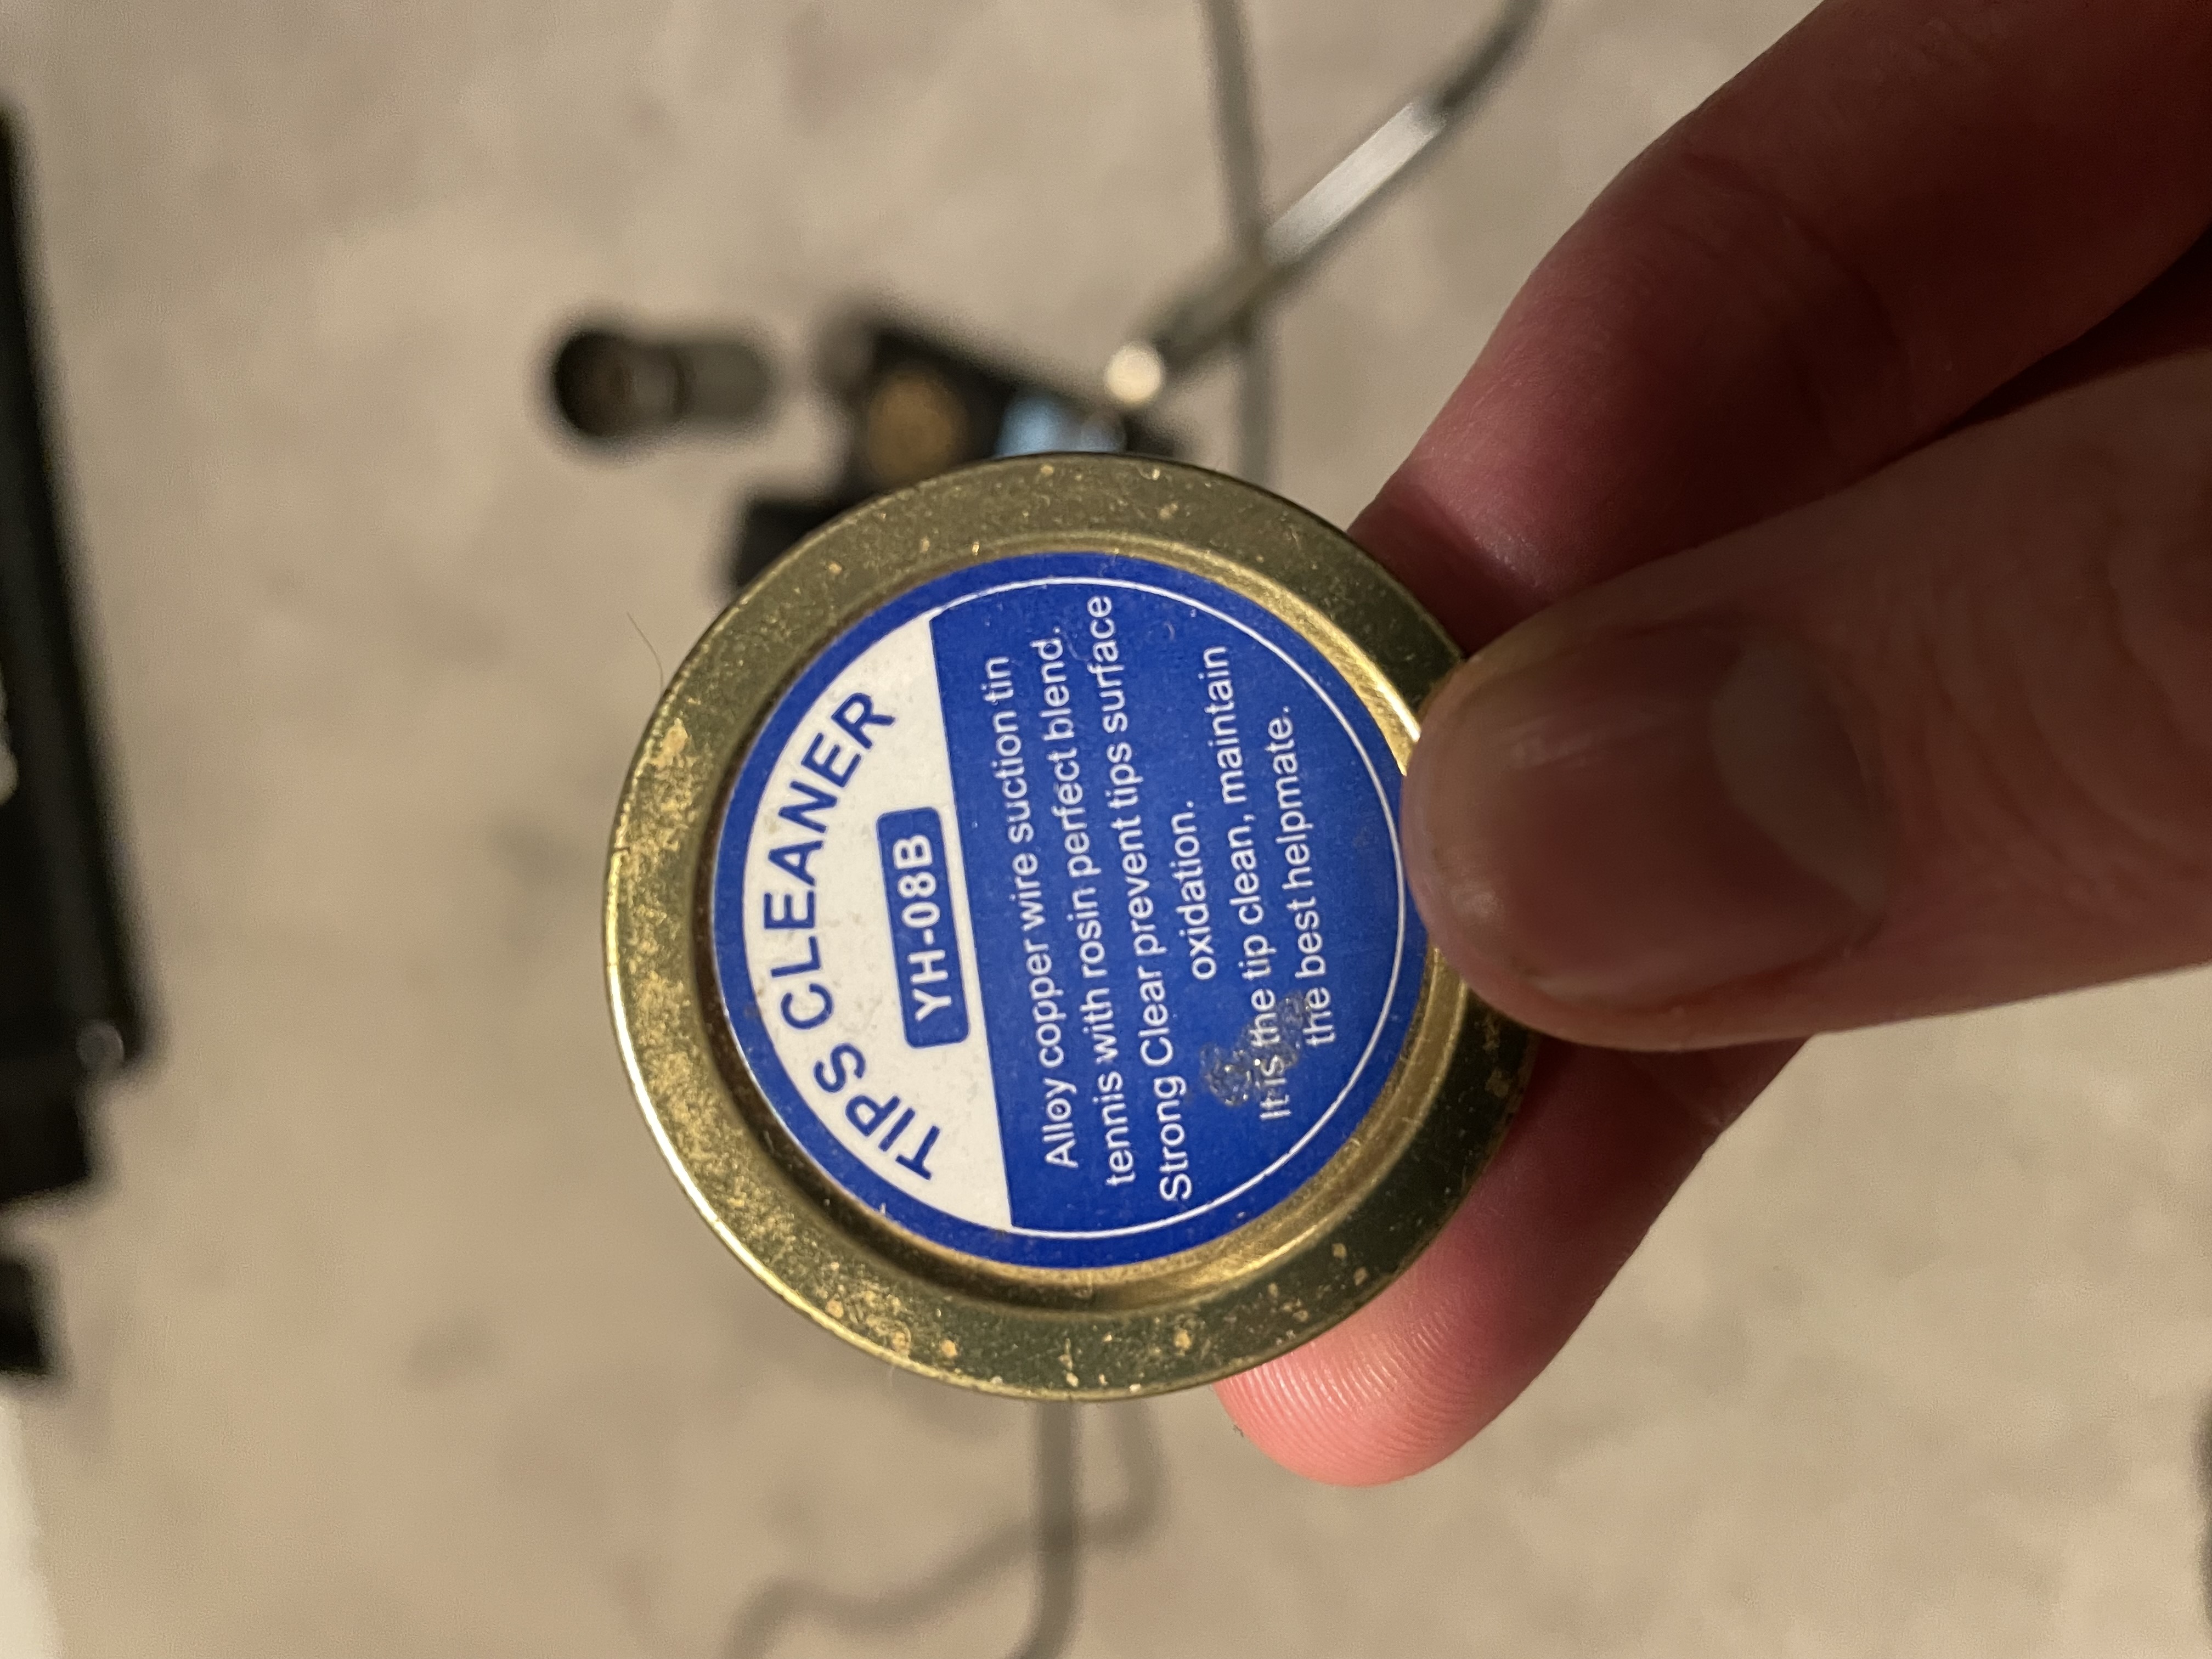 TIPS CLEANER
YH-08B
Alloy copper wire suction tin
tennis with rosin perfect blend.
Strong Clear prevent tips surface
oxidation.
It is the tip clean, maintain
the best helpmate.